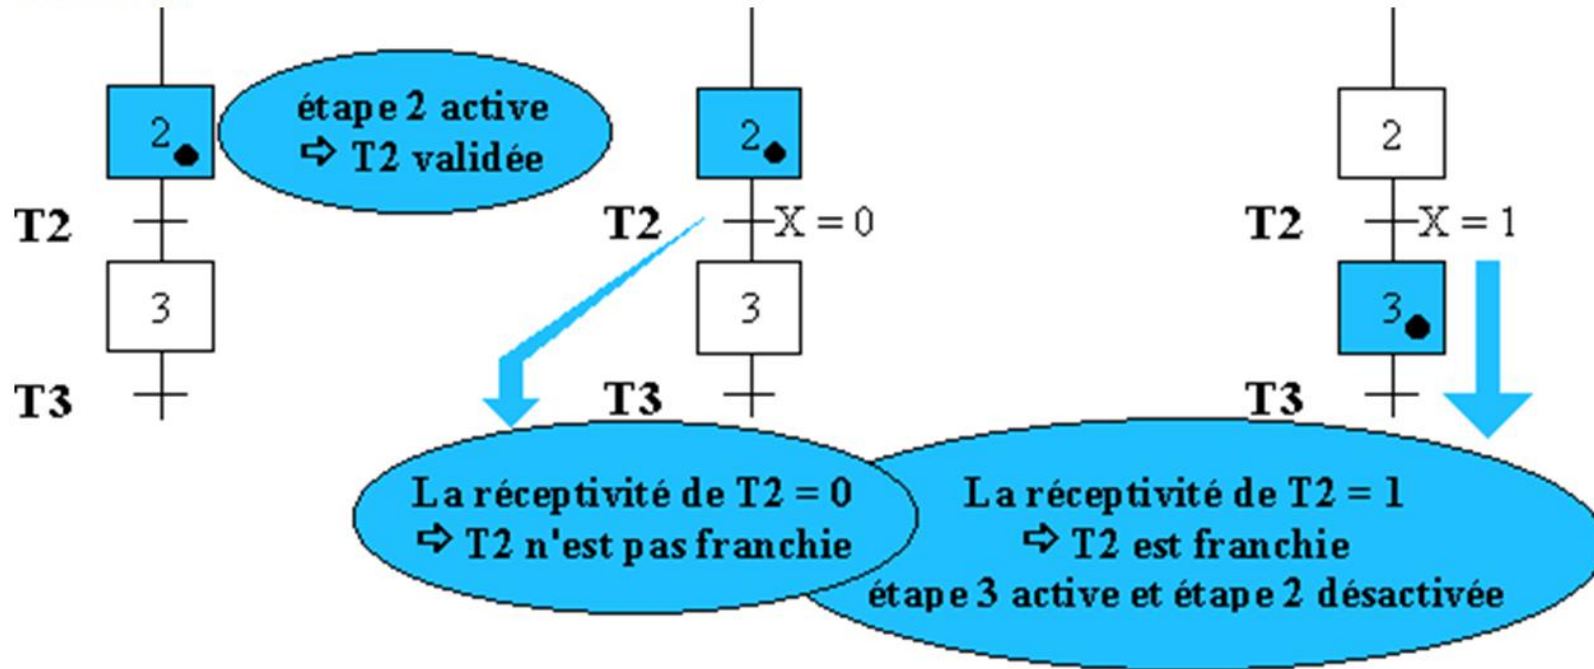 2
étape 2 active
⇨ T2 validée
T2
3
T3
2
T2
X = 0
3
T3
La réceptivité de T2 = 0
⇨ T2 n'est pas franchie
2
T2
X = 1
3
T3
La réceptivité de T2 = 1
⇨ T2 est franchie
étape 3 active et étape 2 désactivée